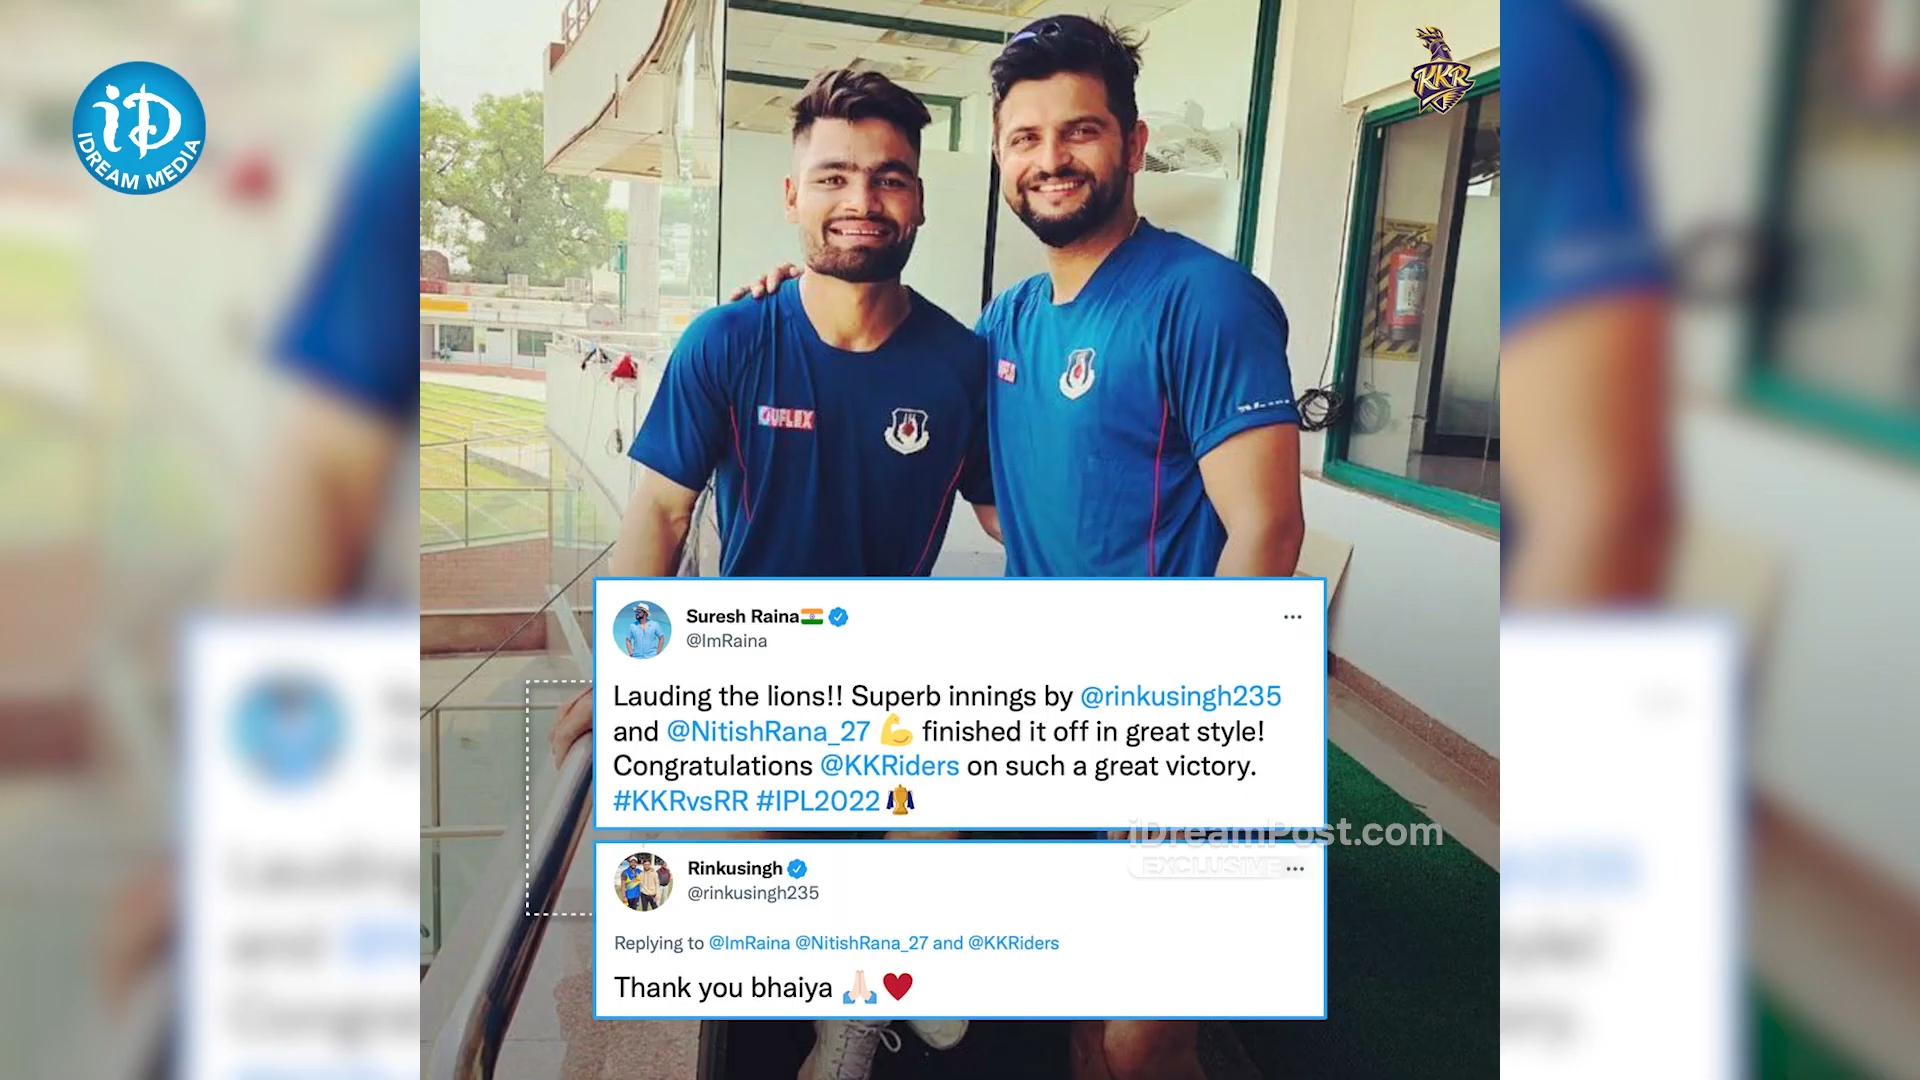 iD
IDREAM MEDIA
KKR
UFLEX
Suresh Raina🇮🇳
@ImRaina
Lauding the lions!! Superb innings by @rinkusingh235
and @NitishRana_27 💪 finished it off in great style!
Congratulations @KKRiders on such a great victory.
#KKRvsRR #IPL2022🏆
iDreamPost.com
EXCLUSIVE
Rinkusingh
@rinkusingh235
Replying to @ImRaina @NitishRana_27 and @KKRiders
Thank you bhaiya 🙏🏻♥️